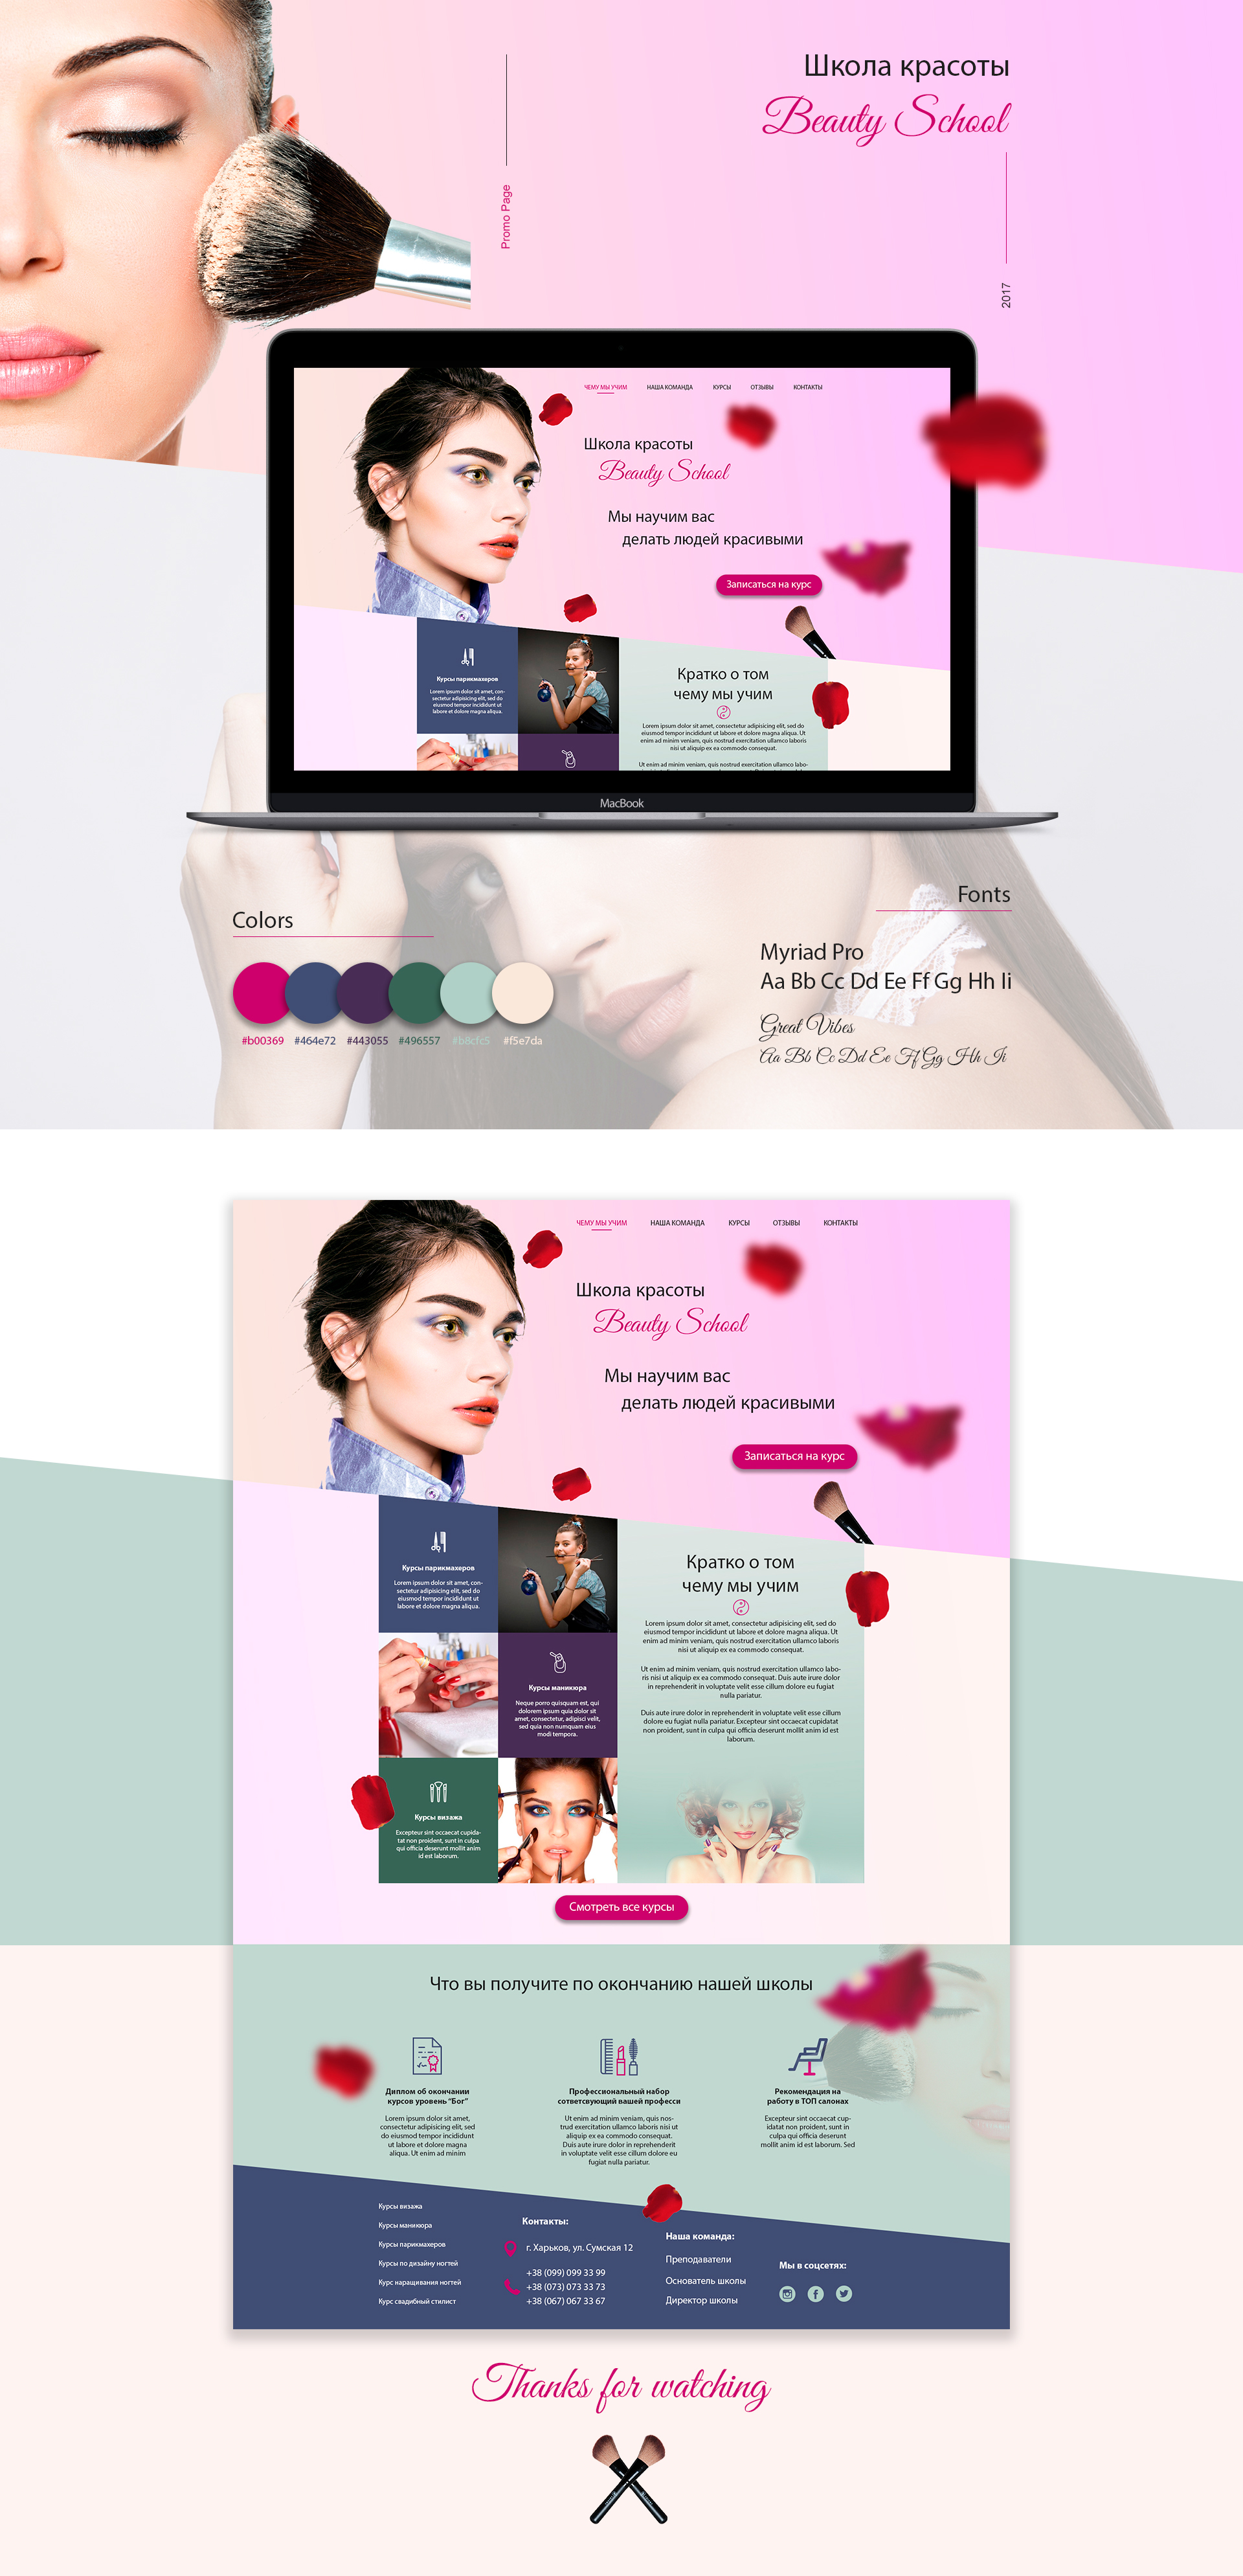 Школа красоты
Beauty School
Promo Page
2017
ЧЕМУ МЫ УЧИМ НАША КОМАНДА КУРСЫ ОТЗЫВЫ КОНТАКТЫ
Школа красоты
Beauty School
Мы научим вас
делать людей красивыми
Записаться на курс
Курсы парикмахеров
Lorem ipsum dolor sit amet, con-
sectetur adipisicing elit, sed do
eiusmod tempor incididunt ut
labore et dolore magna aliqua.
Кратко о том
чему мы учим
Lorem ipsum dolor sit amet, consectetur adipisicing elit, sed do
eiusmod tempor incididunt ut labore et dolore magna aliqua. Ut
enim ad minim veniam, quis nostrud exercitation ullamco laboris
nisi ut aliquip ex ea commodo consequat.
Ut enim ad minim veniam, quis nostrud exercitation ullamco labo-
MacBook
Colors
#b00369 #464e72 #443055 #496557 #b8cfc5 #f5e7da
Fonts
Myriad Pro
Aa Bb Cc Dd Ee Ff Gg Hh Ii
Great Vibes
Aa Bb Cc Dd Ee Ff Gg Hh Ii
ЧЕМУ МЫ УЧИМ НАША КОМАНДА КУРСЫ ОТЗЫВЫ КОНТАКТЫ
Школа красоты
Beauty School
Мы научим вас
делать людей красивыми
Записаться на курс
Курсы парикмахеров
Lorem ipsum dolor sit amet, con-
sectetur adipisicing elit, sed do
eiusmod tempor incididunt ut
labore et dolore magna aliqua.
Курсы маникюра
Neque porro quisquam est, qui
dolorem ipsum quia dolor sit
amet, consectetur, adipisci velit,
sed quia non numquam eius
modi tempora.
Курсы визажа
Excepteur sint occaecat cupida-
tat non proident, sunt in culpa
qui officia deserunt mollit anim
id est laborum.
Кратко о том
чему мы учим
Lorem ipsum dolor sit amet, consectetur adipisicing elit, sed do
eiusmod tempor incididunt ut labore et dolore magna aliqua. Ut
enim ad minim veniam, quis nostrud exercitation ullamco laboris
nisi ut aliquip ex ea commodo consequat.
Ut enim ad minim veniam, quis nostrud exercitation ullamco labo-
ris nisi ut aliquip ex ea commodo consequat. Duis aute irure dolor
in reprehenderit in voluptate velit esse cillum dolore eu fugiat
nulla pariatur.
Duis aute irure dolor in reprehenderit in voluptate velit esse cillum
dolore eu fugiat nulla pariatur. Excepteur sint occaecat cupidatat
non proident, sunt in culpa qui officia deserunt mollit anim id est
laborum.
Смотреть все курсы
Что вы получите по окончанию нашей школы
Диплом об окончании
курсов уровень “Бог”
Lorem ipsum dolor sit amet,
consectetur adipisicing elit, sed
do eiusmod tempor incididunt
ut labore et dolore magna
aliqua. Ut enim ad minim
Профессиональный набор
сответсвующий вашей професси
Ut enim ad minim veniam, quis nos-
trud exercitation ullamco laboris nisi ut
aliquip ex ea commodo consequat.
Duis aute irure dolor in reprehenderit
in voluptate velit esse cillum dolore eu
fugiat nulla pariatur.
Рекомендация на
работу в ТОП салонах
Excepteur sint occaecat cup-
idatat non proident, sunt in
culpa qui officia deserunt
mollit anim id est laborum. Sed
Курсы визажа
Курсы маникюра
Курсы парикмахеров
Курсы по дизайну ногтей
Курс наращивания ногтей
Курс свадибный стилист
Контакты:
г. Харьков, ул. Сумская 12
+38 (099) 099 33 99
+38 (073) 073 33 73
+38 (067) 067 33 67
Наша команда:
Преподаватели
Основатель школы
Директор школы
Мы в соцсетях:
Thanks for watching